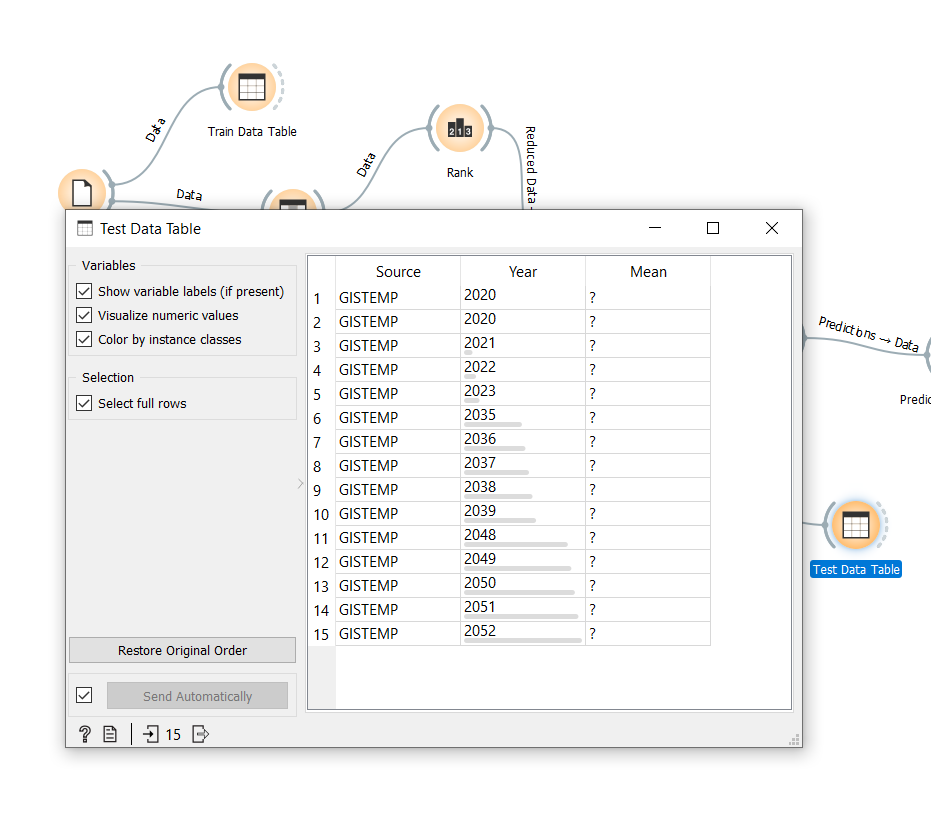 Train Data Table
Data
Data
Rank
Reduced Data
Data
Test Data Table
Variables
Show variable labels (if present)
Visualize numeric values
Color by instance classes
Selection
Select full rows
Restore Original Order
Send Automatically
? 15
Source Year Mean
1 GISTEMP 2020 ?
2 GISTEMP 2020 ?
3 GISTEMP 2021 ?
4 GISTEMP 2022 ?
5 GISTEMP 2023 ?
6 GISTEMP 2035 ?
7 GISTEMP 2036 ?
8 GISTEMP 2037 ?
9 GISTEMP 2038 ?
10 GISTEMP 2039 ?
11 GISTEMP 2048 ?
12 GISTEMP 2049 ?
13 GISTEMP 2050 ?
14 GISTEMP 2051 ?
15 GISTEMP 2052 ?
Predictions → Data
Predic
Test Data Table